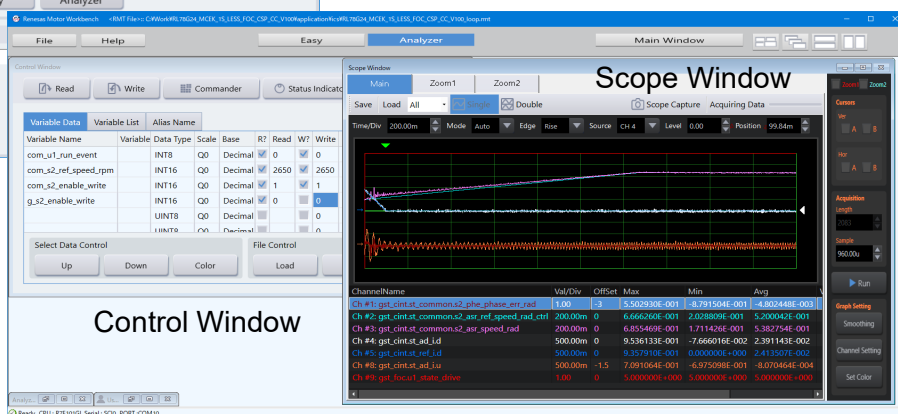 Analyzer
Renesas Motor Workbench <RMT File>:: C:¥Work¥RL78G24_MCEK_1S_LESS_FOC_CSP_CC_V100¥application¥ics¥RL78G24_MCEK_1S_LESS_FOC_CSP_CC_V100_loop.rmt
File Help Easy Analyzer Main Window
Control Window
Read Write Commander Status Indicato
Variable Data Variable List Alias Name
Variable Name Variable Data Type Scale Base R? Read W? Write
com_u1_run_event INT8 Q0 Decimal 0 0
com_s2_ref_speed_rpm INT16 Q0 Decimal 2650 2650
com_s2_enable_write INT16 Q0 Decimal 1 1
g_s2_enable_write INT16 Q0 Decimal 0 0
UINT8 Q0 Decimal 0
UINT8 Q0 Decimal 0
Select Data Control File Control
Up Down Color Load
Control Window
Scope Window
Scope Window
Main Zoom1 Zoom2
Save Load All Single Double Scope Capture Acquiring Data
Time/Div 200.00m Mode Auto Edge Rise Source CH 4 Level 0.00 Position 99.84m
ChannelName Val/Div OffSet Max Min Avg V
Ch #1: gst_cint.st_common.s2_phe_phase_err_rad 1.00 -3 5.502930E-001 -8.791504E-001 -4.802448E-003
Ch #2: gst_cint.st_common.s2_asr_ref_speed_rad_ctrl 200.00m 0 6.666260E-001 2.028809E-001 5.200042E-001
Ch #3: gst_cint.st_common.s2_asr_speed_rad 200.00m 0 6.855469E-001 1.711426E-001 5.382754E-001
Ch #4: gst_cint.st_ad_i.d 500.00m 0 9.536133E-001 -7.666016E-002 2.391143E-002
Ch #5: gst_cint.st_ref_i.d 500.00m 0 9.357910E-001 0.000000E+000 2.413507E-002
Ch #8: gst_cint.st_ad_i.u 500.00m -1.5 7.091064E-001 -6.975098E-001 -8.070464E-004
Ch #9: gst_foc.u1_state_drive 1.00 0 5.000000E+000 5.000000E+000 5.000000E+000
Zoom1 Zoom2
Cursors
Ver
A B
Hor
A B
Acquisition
Length
2083
Sample
960.00u
Run
Graph Setting
Smoothing
Channel Setting
Set Color
Analyz... Us...